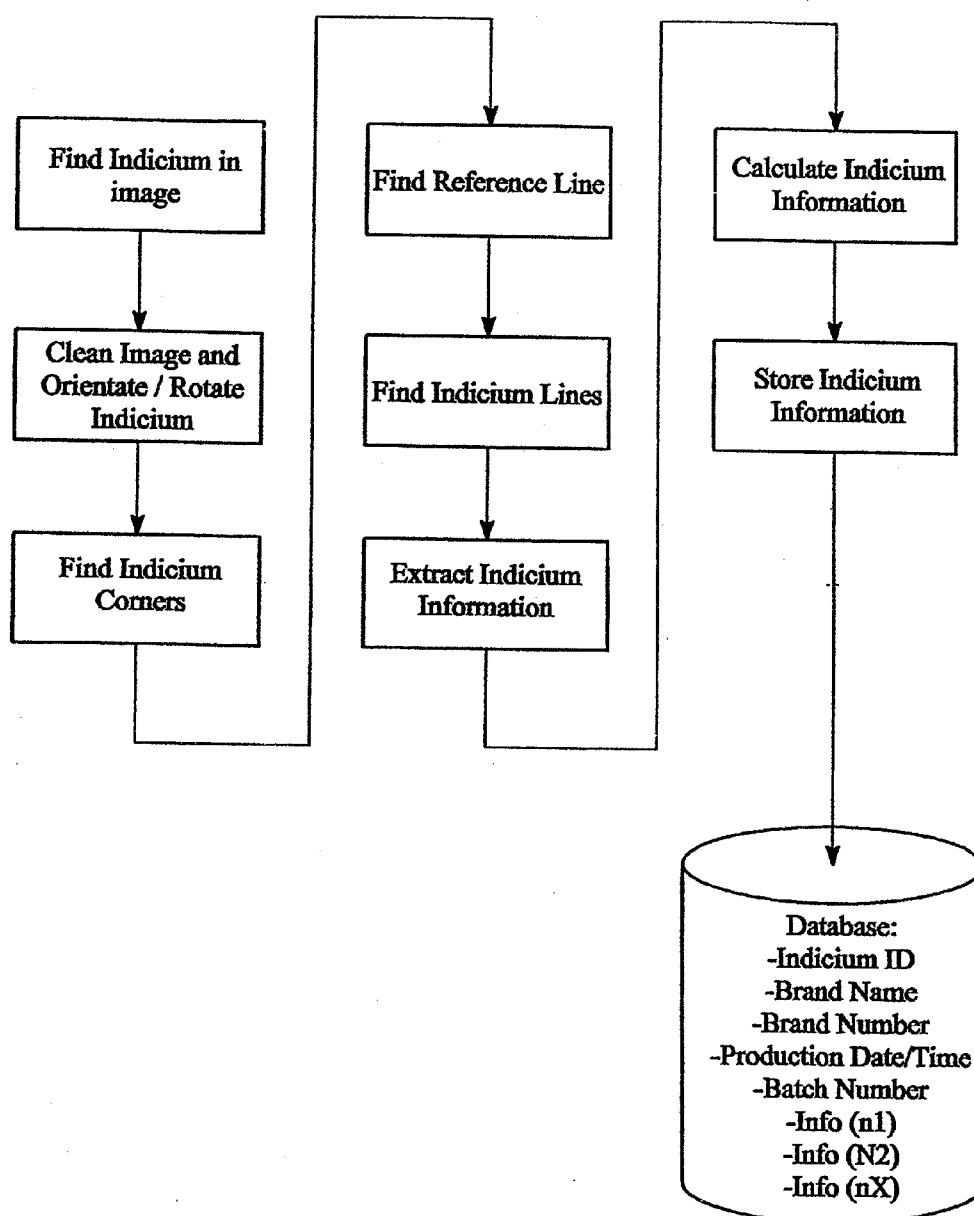 Find Indicium in
image
Clean Image and
Orientate / Rotate
Indicium
Find Indicium
Corners
Find Reference Line
Find Indicium Lines
Extract Indicium
Information
Calculate Indicium
Information
Store Indicium
Information
Database:
-Indicium ID
-Brand Name
-Brand Number
-Production Date/Time
-Batch Number
-Info (n1)
-Info (N2)
-Info (nX)